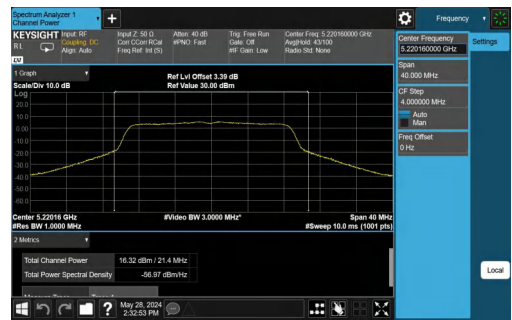 Spectrum Analyzer 1
Channel Power
Frequency
KEYSIGHT
RL
Input: RF
Coupling: DC
Align: Auto
Input Z: 50 Ω
Corr CCorr RCal
Freq Ref: Int (S)
Atten: 40 dB
#PNO: Fast
Trig: Free Run
Gate: Off
#IF Gain: Low
Center Freq: 5.220160000 GHz
Avg|Hold: 43/100
Radio Std: None
Center Frequency
5.220160000 GHz
Settings
Span
40.000 MHz
CF Step
4.000000 MHz
Auto
Man
Freq Offset
0 Hz
Local
1 Graph
Scale/Div 10.0 dB
Ref Lvl Offset 3.39 dB
Ref Value 30.00 dBm
Log
20.0
10.0
0.00
-10.0
-20.0
-30.0
-40.0
-50.0
-60.0
Center 5.22016 GHz
#Res BW 1.0000 MHz
#Video BW 3.0000 MHz*
Span 40 MHz
#Sweep 10.0 ms (1001 pts)
2 Metrics
Total Channel Power 16.32 dBm / 21.4 MHz
Total Power Spectral Density -56.97 dBm/Hz
?
May 28, 2024
2:32:53 PM